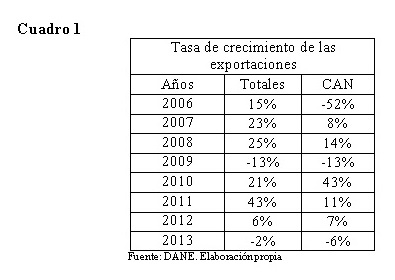 Cuadro 1
Tasa de crecimiento de las
exportaciones
Años Totales CAN
2006 15% -52%
2007 23% 8%
2008 25% 14%
2009 -13% -13%
2010 21% 43%
2011 43% 11%
2012 6% 7%
2013 -2% -6%
Fuente: DANE. Elaboración propia